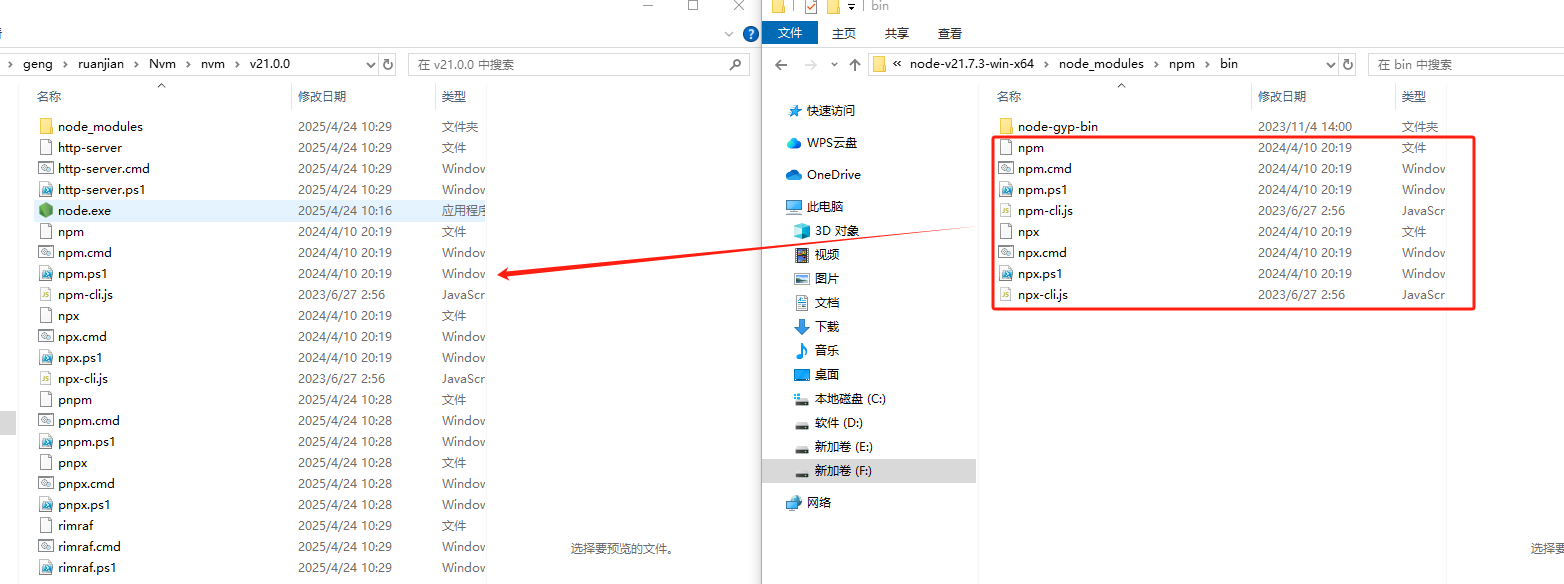 bin
文件 主页 共享 查看
geng ruanjian Nvm nvm v21.0.0
在 v21.0.0 中搜索
« node-v21.7.3-win-x64 node_modules npm bin
在 bin 中搜索
名称 修改日期 类型
node_modules 2025/4/24 10:29 文件夹
http-server 2025/4/24 10:29 文件
http-server.cmd 2025/4/24 10:29 Window
http-server.ps1 2025/4/24 10:29 Window
node.exe 2025/4/24 10:16 应用程序
npm 2024/4/10 20:19 文件
npm.cmd 2024/4/10 20:19 Window
npm.ps1 2024/4/10 20:19 Window
npm-cli.js 2023/6/27 2:56 JavaScr
npx 2024/4/10 20:19 文件
npx.cmd 2024/4/10 20:19 Window
npx.ps1 2024/4/10 20:19 Window
npx-cli.js 2023/6/27 2:56 JavaScr
pnpm 2025/4/24 10:28 文件
pnpm.cmd 2025/4/24 10:28 Window
pnpm.ps1 2025/4/24 10:28 Window
pnpx 2025/4/24 10:28 文件
pnpx.cmd 2025/4/24 10:28 Window
pnpx.ps1 2025/4/24 10:28 Window
rimraf 2025/4/24 10:29 文件
rimraf.cmd 2025/4/24 10:29 Window
rimraf.ps1 2025/4/24 10:29 Window
选择要预览的文件。
快速访问
WPS云盘
OneDrive
此电脑
3D 对象
视频
图片
文档
下载
音乐
桌面
本地磁盘 (C:)
软件 (D:)
新加卷 (E:)
新加卷 (F:)
网络
名称 修改日期 类型
node-gyp-bin 2023/11/4 14:00 文件夹
npm 2024/4/10 20:19 文件
npm.cmd 2024/4/10 20:19 Window
npm.ps1 2024/4/10 20:19 Window
npm-cli.js 2023/6/27 2:56 JavaScr
npx 2024/4/10 20:19 文件
npx.cmd 2024/4/10 20:19 Window
npx.ps1 2024/4/10 20:19 Window
npx-cli.js 2023/6/27 2:56 JavaScr
选择要